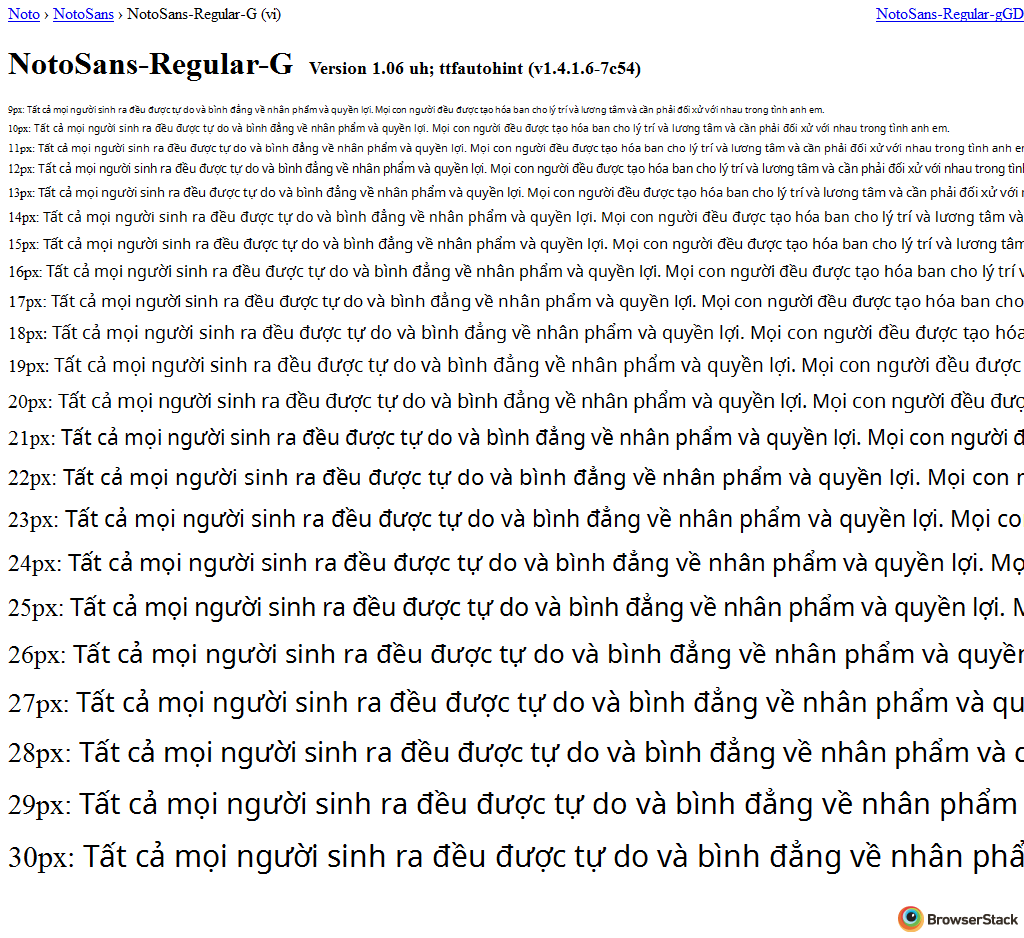 Noto › NotoSans › NotoSans-Regular-G (vi) NotoSans-Regular-gGD
NotoSans-Regular-G Version 1.06 uh; ttfautohint (v1.4.1.6-7c54)
9px: Tất cả mọi người sinh ra đều được tự do và bình đẳng về nhân phẩm và quyền lợi. Mọi con người đều được tạo hóa ban cho lý trí và lương tâm và cần phải đối xử với nhau trong tình anh em.
10px: Tất cả mọi người sinh ra đều được tự do và bình đẳng về nhân phẩm và quyền lợi. Mọi con người đều được tạo hóa ban cho lý trí và lương tâm và cần phải đối xử với nhau trong tình anh em.
11px: Tất cả mọi người sinh ra đều được tự do và bình đẳng về nhân phẩm và quyền lợi. Mọi con người đều được tạo hóa ban cho lý trí và lương tâm và cần phải đối xử với nhau trong tình anh
12px: Tất cả mọi người sinh ra đều được tự do và bình đẳng về nhân phẩm và quyền lợi. Mọi con người đều được tạo hóa ban cho lý trí và lương tâm và cần phải đối xử với nhau trong
13px: Tất cả mọi người sinh ra đều được tự do và bình đẳng về nhân phẩm và quyền lợi. Mọi con người đều được tạo hóa ban cho lý trí và lương tâm và cần phải đối xử với
14px: Tất cả mọi người sinh ra đều được tự do và bình đẳng về nhân phẩm và quyền lợi. Mọi con người đều được tạo hóa ban cho lý trí và lương tâm và
15px: Tất cả mọi người sinh ra đều được tự do và bình đẳng về nhân phẩm và quyền lợi. Mọi con người đều được tạo hóa ban cho lý trí và lương tâm
16px: Tất cả mọi người sinh ra đều được tự do và bình đẳng về nhân phẩm và quyền lợi. Mọi con người đều được tạo hóa ban cho lý trí
17px: Tất cả mọi người sinh ra đều được tự do và bình đẳng về nhân phẩm và quyền lợi. Mọi con người đều được tạo hóa ban cho
18px: Tất cả mọi người sinh ra đều được tự do và bình đẳng về nhân phẩm và quyền lợi. Mọi con người đều được tạo hóa
19px: Tất cả mọi người sinh ra đều được tự do và bình đẳng về nhân phẩm và quyền lợi. Mọi con người đều được
20px: Tất cả mọi người sinh ra đều được tự do và bình đẳng về nhân phẩm và quyền lợi. Mọi con người đều
21px: Tất cả mọi người sinh ra đều được tự do và bình đẳng về nhân phẩm và quyền lợi. Mọi con người
22px: Tất cả mọi người sinh ra đều được tự do và bình đẳng về nhân phẩm và quyền lợi. Mọi con
23px: Tất cả mọi người sinh ra đều được tự do và bình đẳng về nhân phẩm và quyền lợi. Mọi co
24px: Tất cả mọi người sinh ra đều được tự do và bình đẳng về nhân phẩm và quyền lợi. Mọ
25px: Tất cả mọi người sinh ra đều được tự do và bình đẳng về nhân phẩm và quyền lợi.
26px: Tất cả mọi người sinh ra đều được tự do và bình đẳng về nhân phẩm và quyền
27px: Tất cả mọi người sinh ra đều được tự do và bình đẳng về nhân phẩm và qu
28px: Tất cả mọi người sinh ra đều được tự do và bình đẳng về nhân phẩm và
29px: Tất cả mọi người sinh ra đều được tự do và bình đẳng về nhân phẩm
30px: Tất cả mọi người sinh ra đều được tự do và bình đẳng về nhân phẩ
BrowserStack